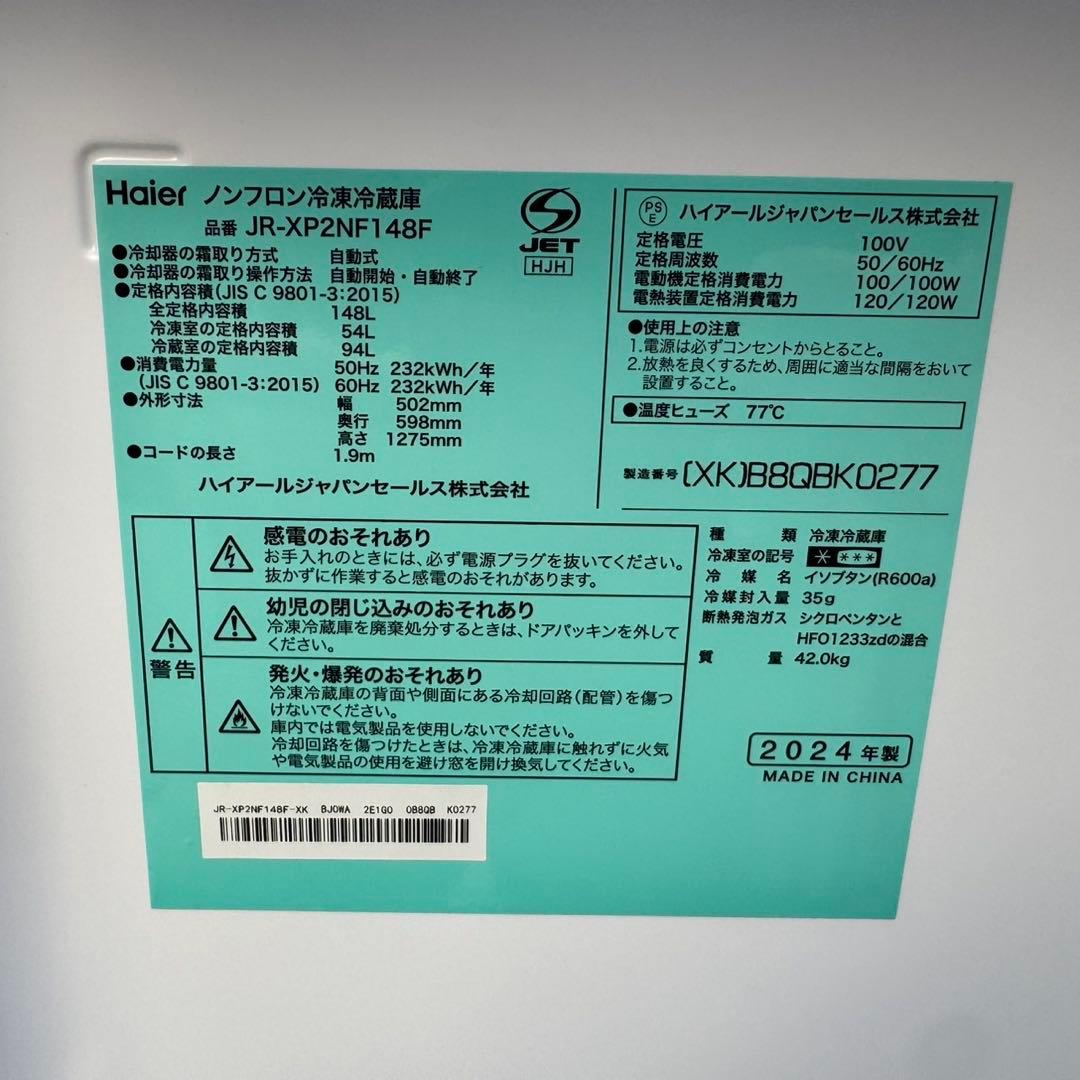 Haier ノンフロン冷凍冷蔵庫
品番 JR-XP2NF148F
●冷却器の霜取り方式 自動式
●冷却器の霜取り操作方法 自動開始・自動終了
●定格内容積(JIS C 9801-3:2015)
全定格内容積 148L
冷凍室の定格内容積 54L
冷蔵室の定格内容積 94L
●消費電力量 50Hz 232kWh/年
(JIS C 9801-3:2015) 60Hz 232kWh/年
●外形寸法 幅 502mm
奥行 598mm
高さ 1275mm
●コードの長さ 1.9m
ハイアールジャパンセールス株式会社
JET
HJH
PS
E
ハイアールジャパンセールス株式会社
定格電圧 100V
定格周波数 50/60Hz
電動機定格消費電力 100/100W
電熱装置定格消費電力 120/120W
●使用上の注意
1.電源は必ずコンセントからとること。
2.放熱を良くするため、周囲に適当な間隔をおいて
設置すること。
●温度ヒューズ 77℃
製造番号 (XK)B8QBK0277
警告
感電のおそれあり
お手入れのときには、必ず電源プラグを抜いてください。
抜かずに作業すると感電のおそれがあります。
幼児の閉じ込みのおそれあり
冷凍冷蔵庫を廃棄処分するときは、ドアパッキンを外して
ください。
発火・爆発のおそれあり
冷凍冷蔵庫の背面や側面にある冷却回路(配管)を傷つ
けないでください。
庫内では電気製品を使用しないでください。
冷却回路を傷つけたときは、冷凍冷蔵庫に触れずに火気
や電気製品の使用を避け窓を開け換気してください。
種類 冷凍冷蔵庫
冷凍室の記号 * ***
冷媒名 イソブタン(R600a)
冷媒封入量 35g
断熱発泡ガス シクロペンタンと
HFO1233zdの混合
質量 42.0kg
2024年製
MADE IN CHINA
JR-XP2NF148F-XK BJ0WA 2E1G0 0B8QB K0277